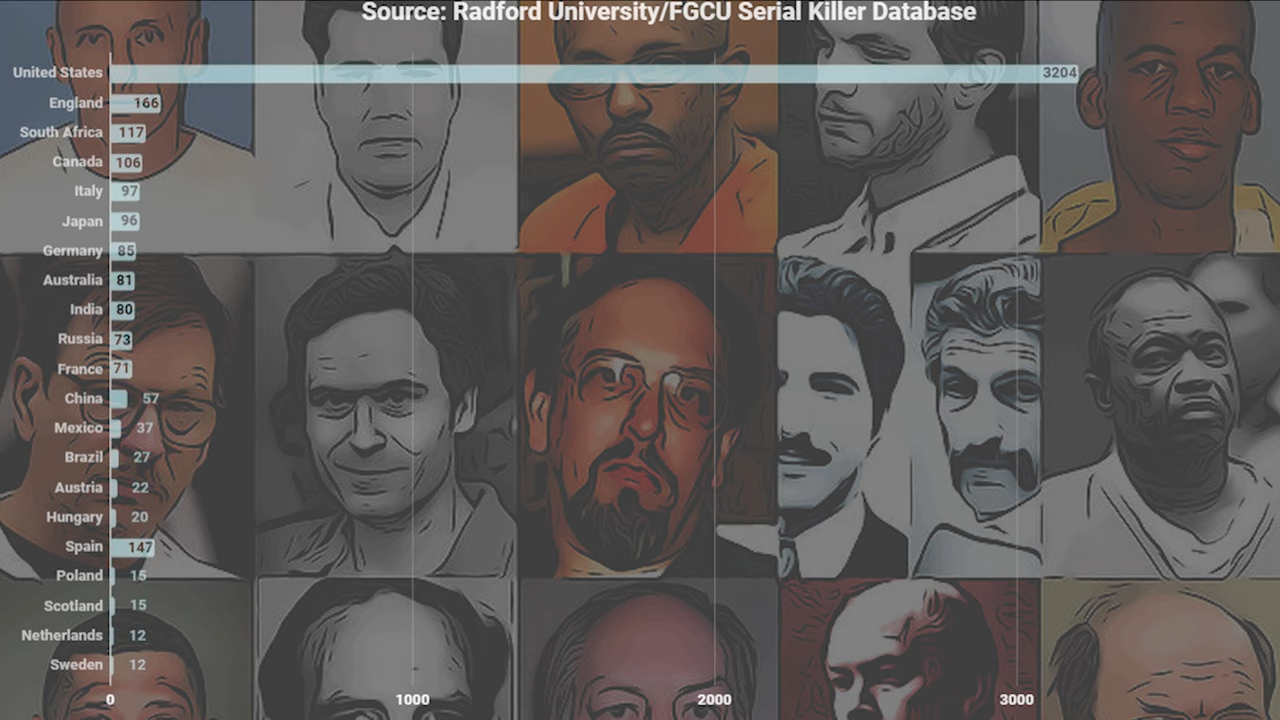 Source: Radford University/FGCU Serial Killer Database
United States 3204
England 166
South Africa 117
Canada 106
Italy 97
Japan 96
Germany 85
Australia 81
India 80
Russia 73
France 71
China 57
Mexico 37
Brazil 27
Austria 22
Hungary 20
Spain 147
Poland 15
Scotland 15
Netherlands 12
Sweden 12
0 1000 2000 3000